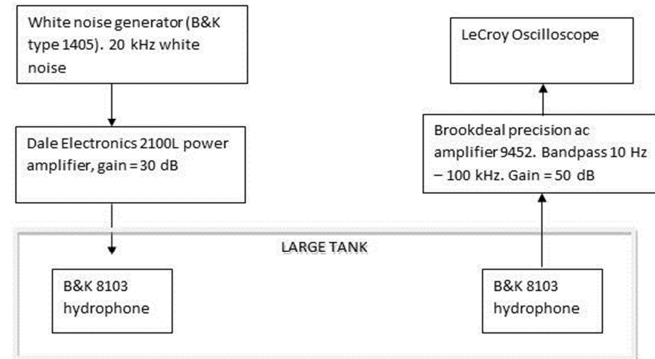 White noise generator (B&K
type 1405). 20 kHz white
noise
LeCroy Oscilloscope
Dale Electronics 2100L power
amplifier, gain = 30 dB
Brookdeal precision ac
amplifier 9452. Bandpass 10 Hz
– 100 kHz. Gain = 50 dB
LARGE TANK
B&K 8103
hydrophone
B&K 8103
hydrophone